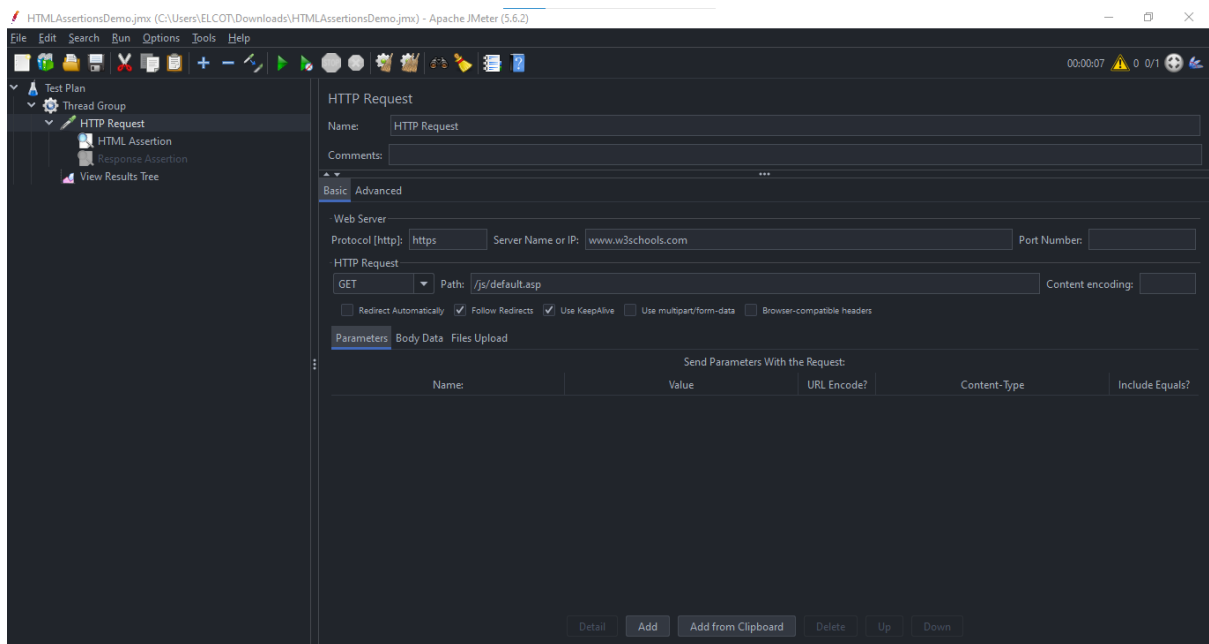 HTMLAssertionsDemo.jmx (C:\Users\ELCOT\Downloads\HTMLAssertionsDemo.jmx) - Apache JMeter (5.6.2)
File Edit Search Run Options Tools Help
00:00:07 0 0/1
Test Plan
Thread Group
HTTP Request
HTML Assertion
Response Assertion
View Results Tree
HTTP Request
Name: HTTP Request
Comments:
Basic Advanced
Web Server
Protocol [http]: https Server Name or IP: www.w3schools.com Port Number:
HTTP Request
GET Path: /js/default.asp Content encoding:
Redirect Automatically Follow Redirects Use KeepAlive Use multipart/form-data Browser-compatible headers
Parameters Body Data Files Upload
Send Parameters With the Request:
Name: Value URL Encode? Content-Type Include Equals?
Detail Add Add from Clipboard Delete Up Down